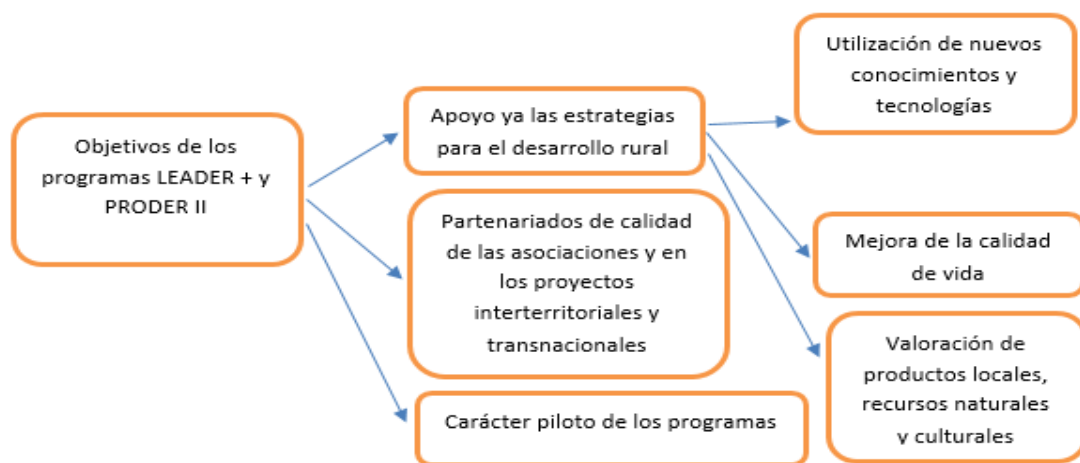 Objetivos de los
programas LEADER + y
PRODER II
Apoyo ya las estrategias
para el desarrollo rural
Partenariados de calidad
de las asociaciones y en
los proyectos
interterritoriales y
transnacionales
Carácter piloto de los programas
Utilización de nuevos
conocimientos y
tecnologías
Mejora de la calidad
de vida
Valoración de
productos locales,
recursos naturales
y culturales